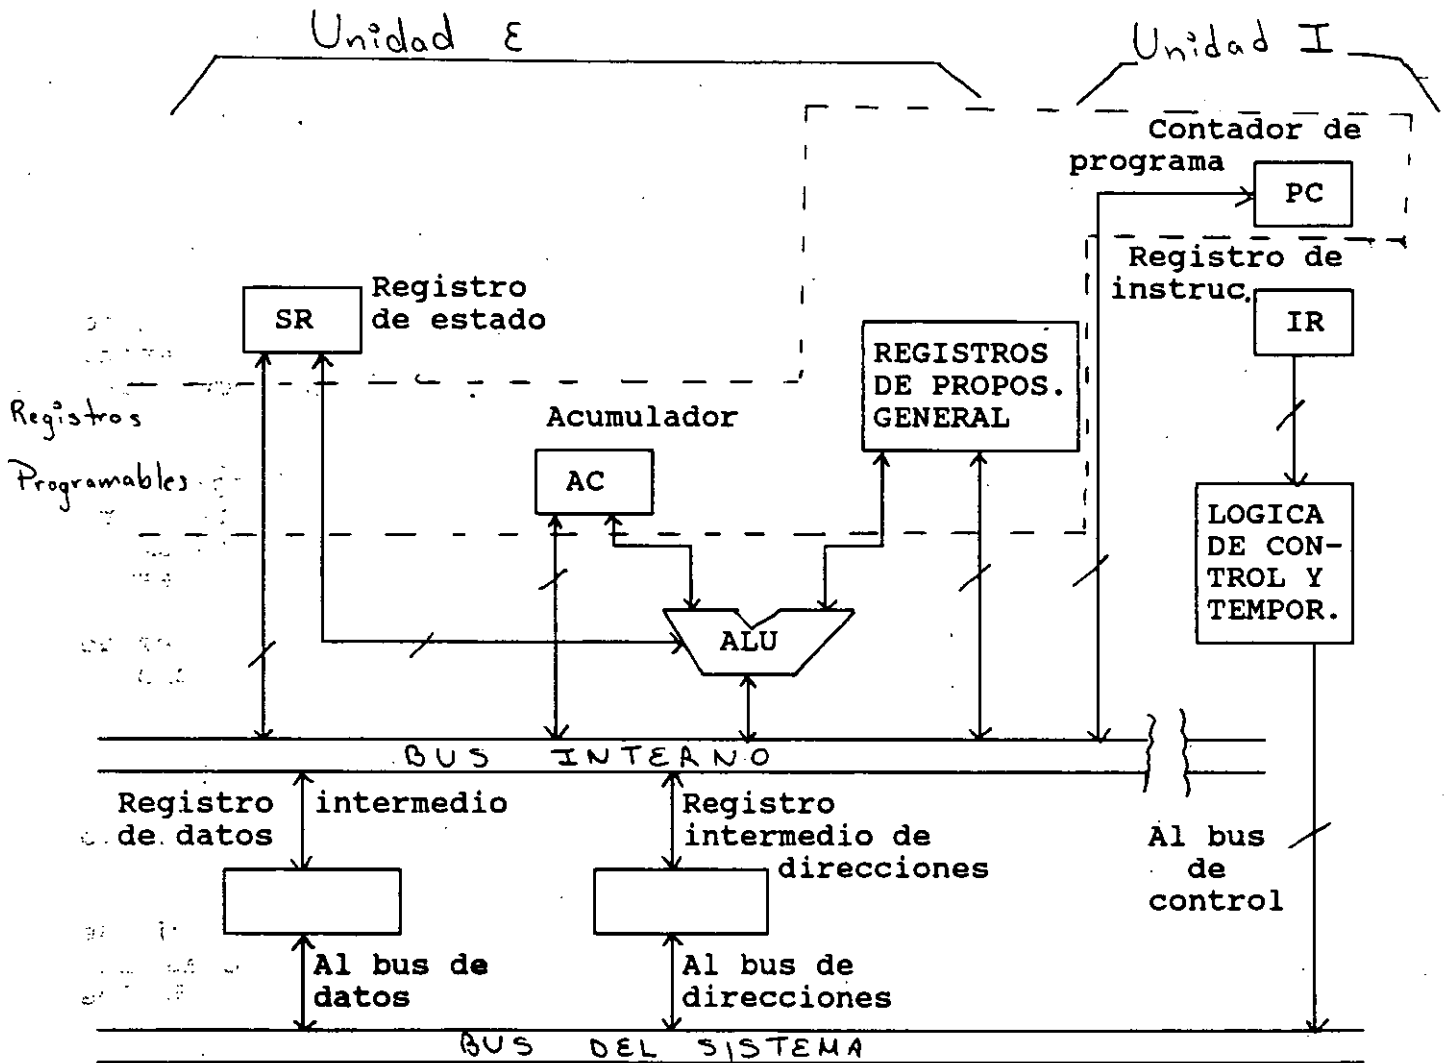 Unidad E
Unidad I
Contador de
programa
PC
Registro de
instruc.
IR
Registro
de estado
SR
REGISTROS
DE PROPOS.
GENERAL
Registros
Programables
Acumulador
AC
LOGICA
DE CON-
TROL Y
TEMPOR.
ALU
BUS INTERNO
Registro intermedio
de datos
Registro
intermedio de
direcciones
Al bus
de
control
Al bus de
datos
Al bus de
direcciones
BUS DEL SISTEMA